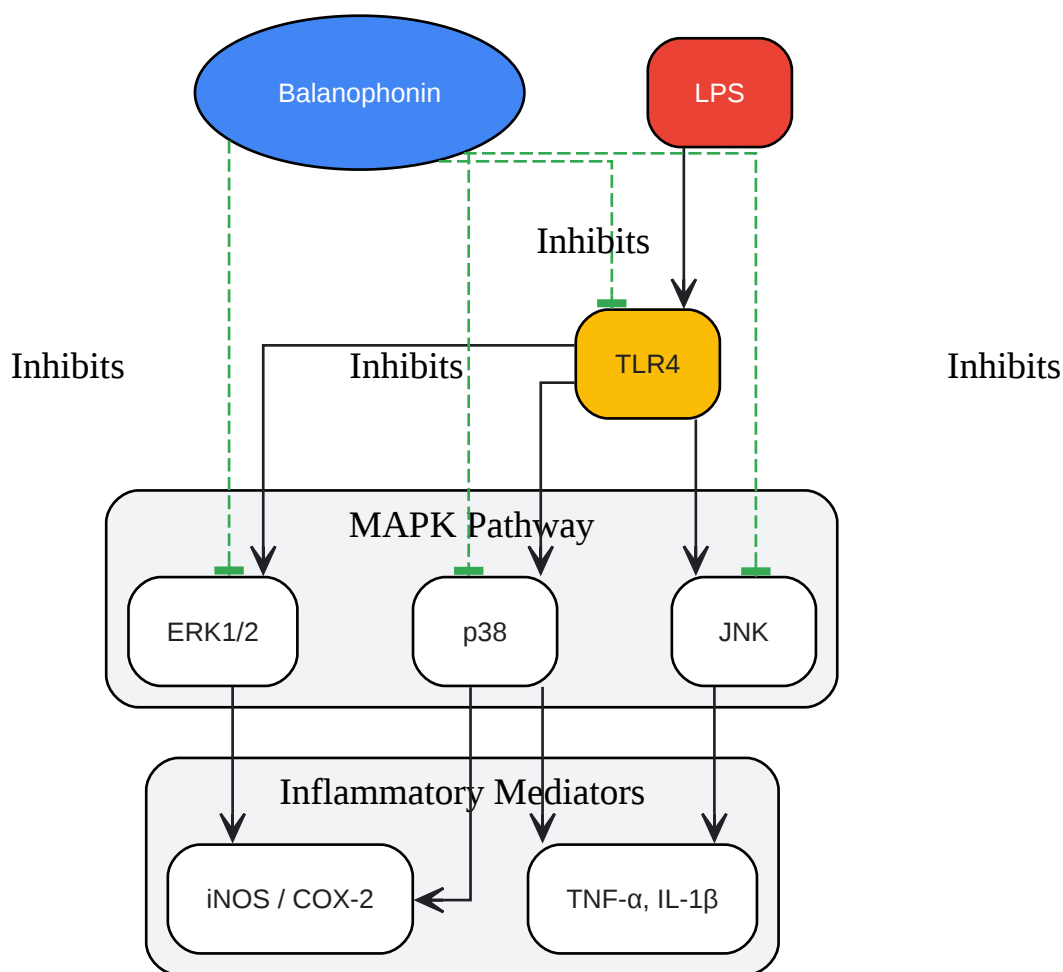 Balanophonin
LPS
Inhibits
Inhibits
Inhibits
TLR4
Inhibits
MAPK Pathway
ERK1/2
p38
JNK
Inflammatory Mediators
iNOS / COX-2
TNF-α, IL-1β